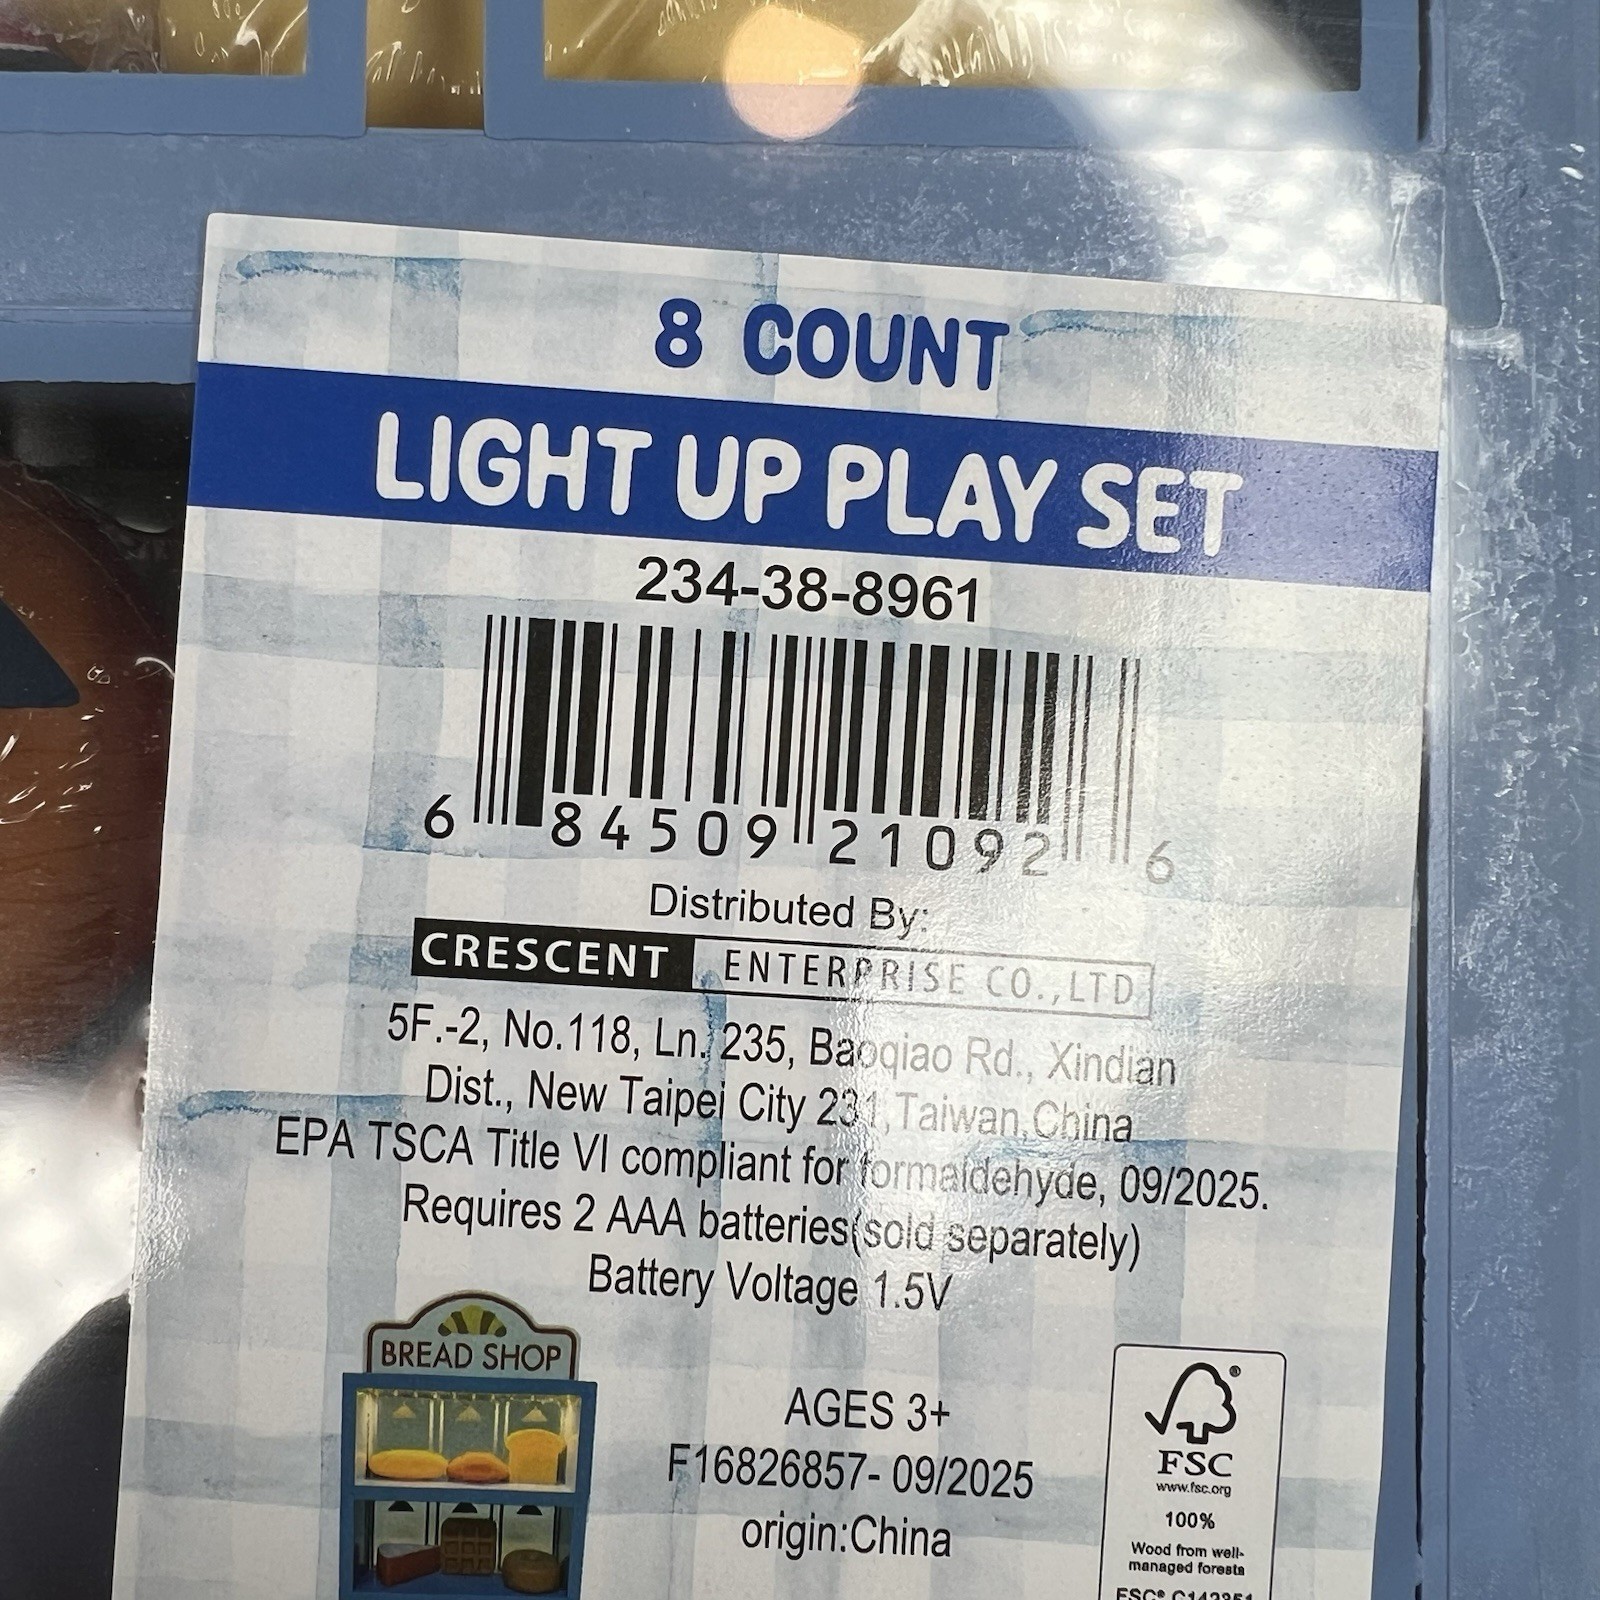 8 COUNT
LIGHT UP PLAY SET
234-38-8961
6 84509 21092 6
Distributed By:
CRESCENT ENTERPRISE CO.,LTD
5F.-2, No.118, Ln. 235, Baoqiao Rd., Xindian
Dist., New Taipei City 231,Taiwan,China
EPA TSCA Title VI compliant for formaldehyde, 09/2025.
Requires 2 AAA batteries(sold separately)
Battery Voltage 1.5V
BREAD SHOP
AGES 3+
F16826857- 09/2025
origin:China
FSC
www.fsc.org
100%
Wood from well-
managed forests
FSC®